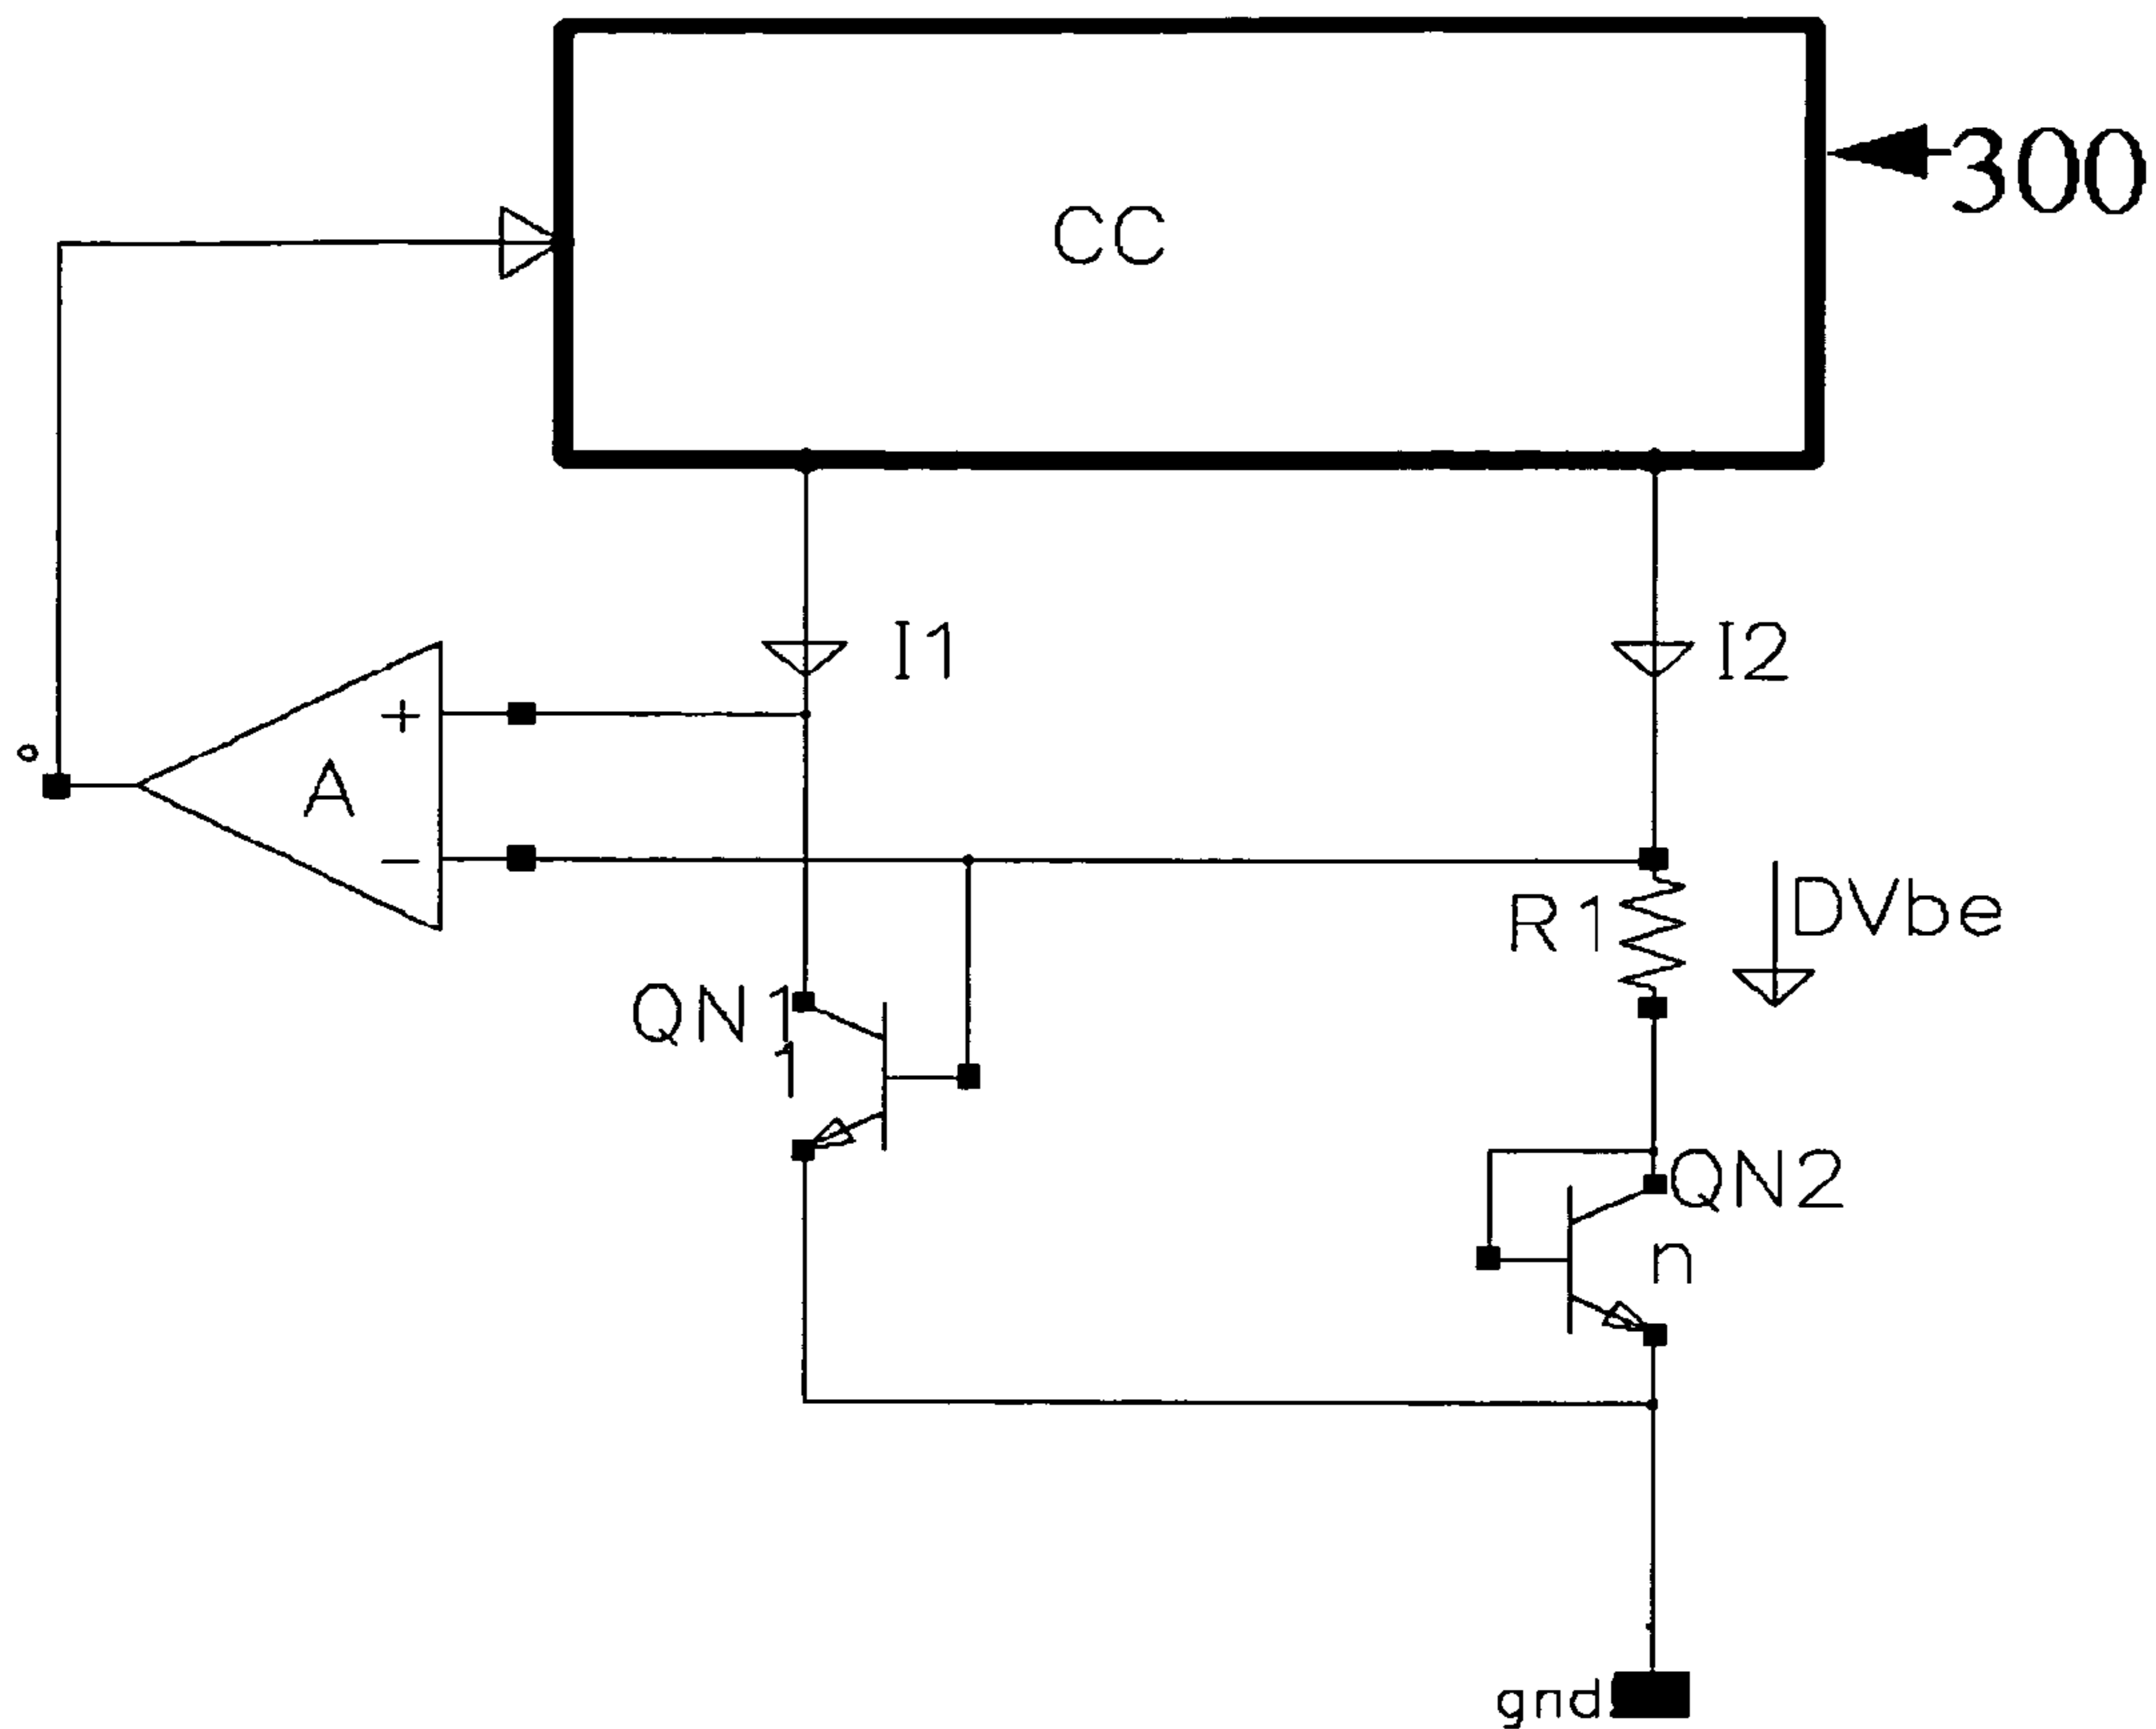 300
CC
I1
I2
+
o
A
−
R1
DVbe
QN1
1
QN2
n
gnd